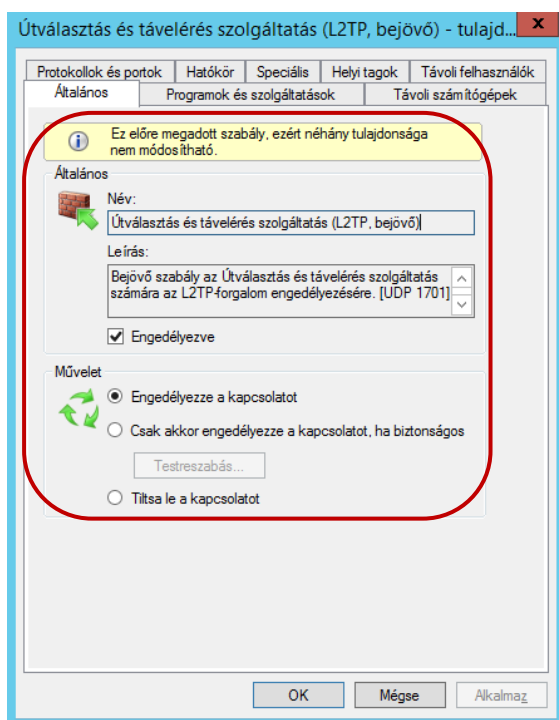 Útválasztás és távelérés szolgáltatás (L2TP, bejövő) - tulajd...
x
Protokollok és portok
Hatókör
Speciális
Helyi tagok
Távoli felhasználók
Általános
Programok és szolgáltatások
Távoli számítógépek
Ez előre megadott szabály, ezért néhány tulajdonsága
nem módosítható.
Általános
Név:
Útválasztás és távelérés szolgáltatás (L2TP, bejövő)
Leírás:
Bejövő szabály az Útválasztás és távelérés szolgáltatás
számára az L2TP-forgalom engedélyezésére. [UDP 1701]
Engedélyezve
Művelet
Engedélyezze a kapcsolatot
Csak akkor engedélyezze a kapcsolatot, ha biztonságos
Testreszabás...
Tiltsa le a kapcsolatot
OK
Mégse
Alkalmaz